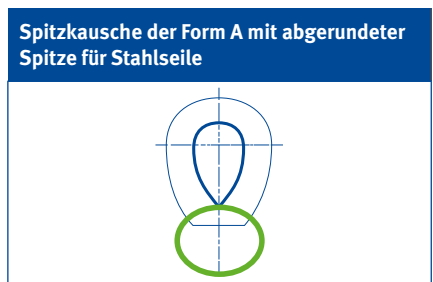 Spitzkausche der Form A mit abgerundeter
Spitze für Stahlseile